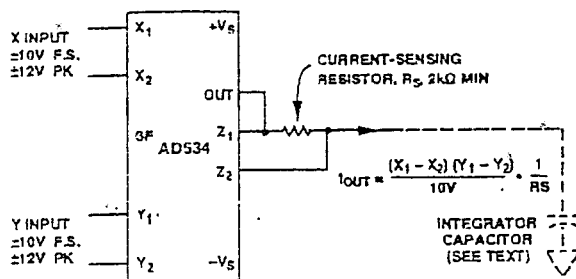 X INPUT
±10V F.S.
±12V PK
X1
X2
+VS
OUT
SF
AD534
Z1
Z2
CURRENT-SENSING
RESISTOR, RS, 2kΩ MIN
IOUT = (X1 – X2) (Y1 – Y2) / 10V • 1 / RS
INTEGRATOR
CAPACITOR
(SEE TEXT)
Y INPUT
±10V F.S.
±12V PK
Y1
Y2
–VS